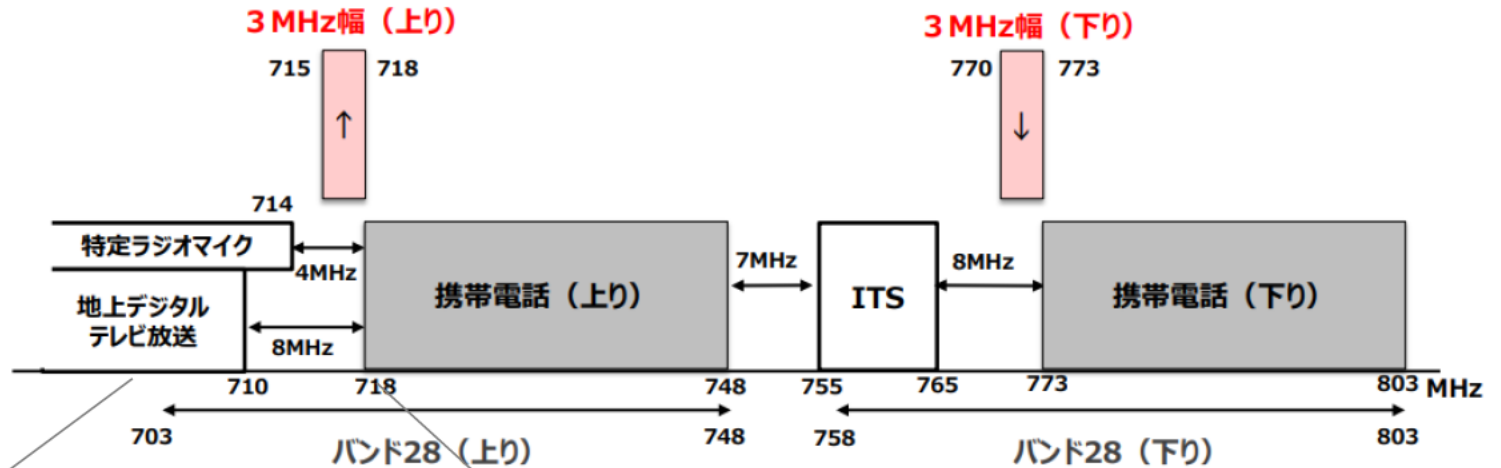 3MHz幅（上り）
3MHz幅（下り）
715
718
770
773
↑
↓
714
特定ラジオマイク
4MHz
地上デジタル
テレビ放送
8MHz
携帯電話（上り）
7MHz
ITS
8MHz
携帯電話（下り）
710
718
748
755
765
773
803
MHz
703
バンド28（上り）
748
758
バンド28（下り）
803